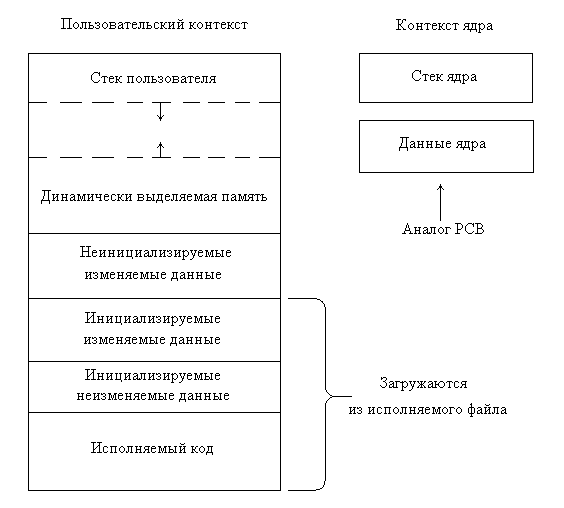 Пользовательский контекст
Контекст ядра
Стек пользователя
Стек ядра
Данные ядра
Динамически выделяемая память
Аналог PCB
Неинициализируемые
изменяемые данные
Инициализируемые
изменяемые данные
Инициализируемые
неизменяемые данные
Загружаются
из исполняемого файла
Исполняемый код